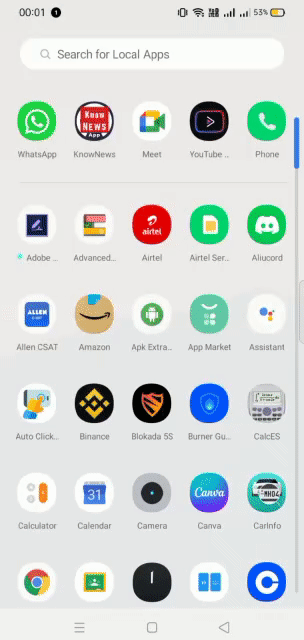 00:01
53%
Search for Local Apps
KNOW
NEWS
App
WhatsApp
KnowNews
Meet
YouTube ..
Phone
airtel
Adobe ...
Advanced...
Airtel
Airtel Ser..
Aliucord
ALLEN
Allen CSAT
Amazon
Apk Extra..
App Market
Assistant
Auto Click..
Binance
Blokada 5S
Burner Gu..
CalcES
31
Canva
MH04
Calculator
Calendar
Camera
Canva
CarInfo